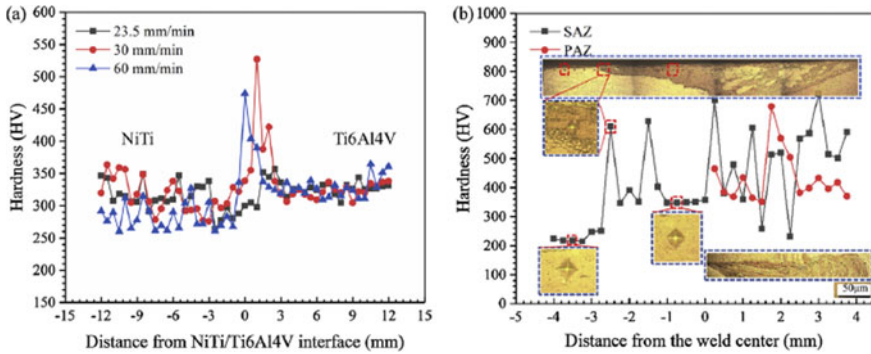 (a)
600
550
500
450
400
350
300
250
200
150
Hardness (HV)
23.5 mm/min
30 mm/min
60 mm/min
NiTi
Ti6Al4V
-15 -12 -9 -6 -3 0 3 6 9 12 15
Distance from NiTi/Ti6Al4V interface (mm)
(b)
1000
900
800
700
600
500
400
300
200
100
0
Hardness (HV)
SAZ
PAZ
50μm
-5 -4 -3 -2 -1 0 1 2 3 4 5
Distance from the weld center (mm)